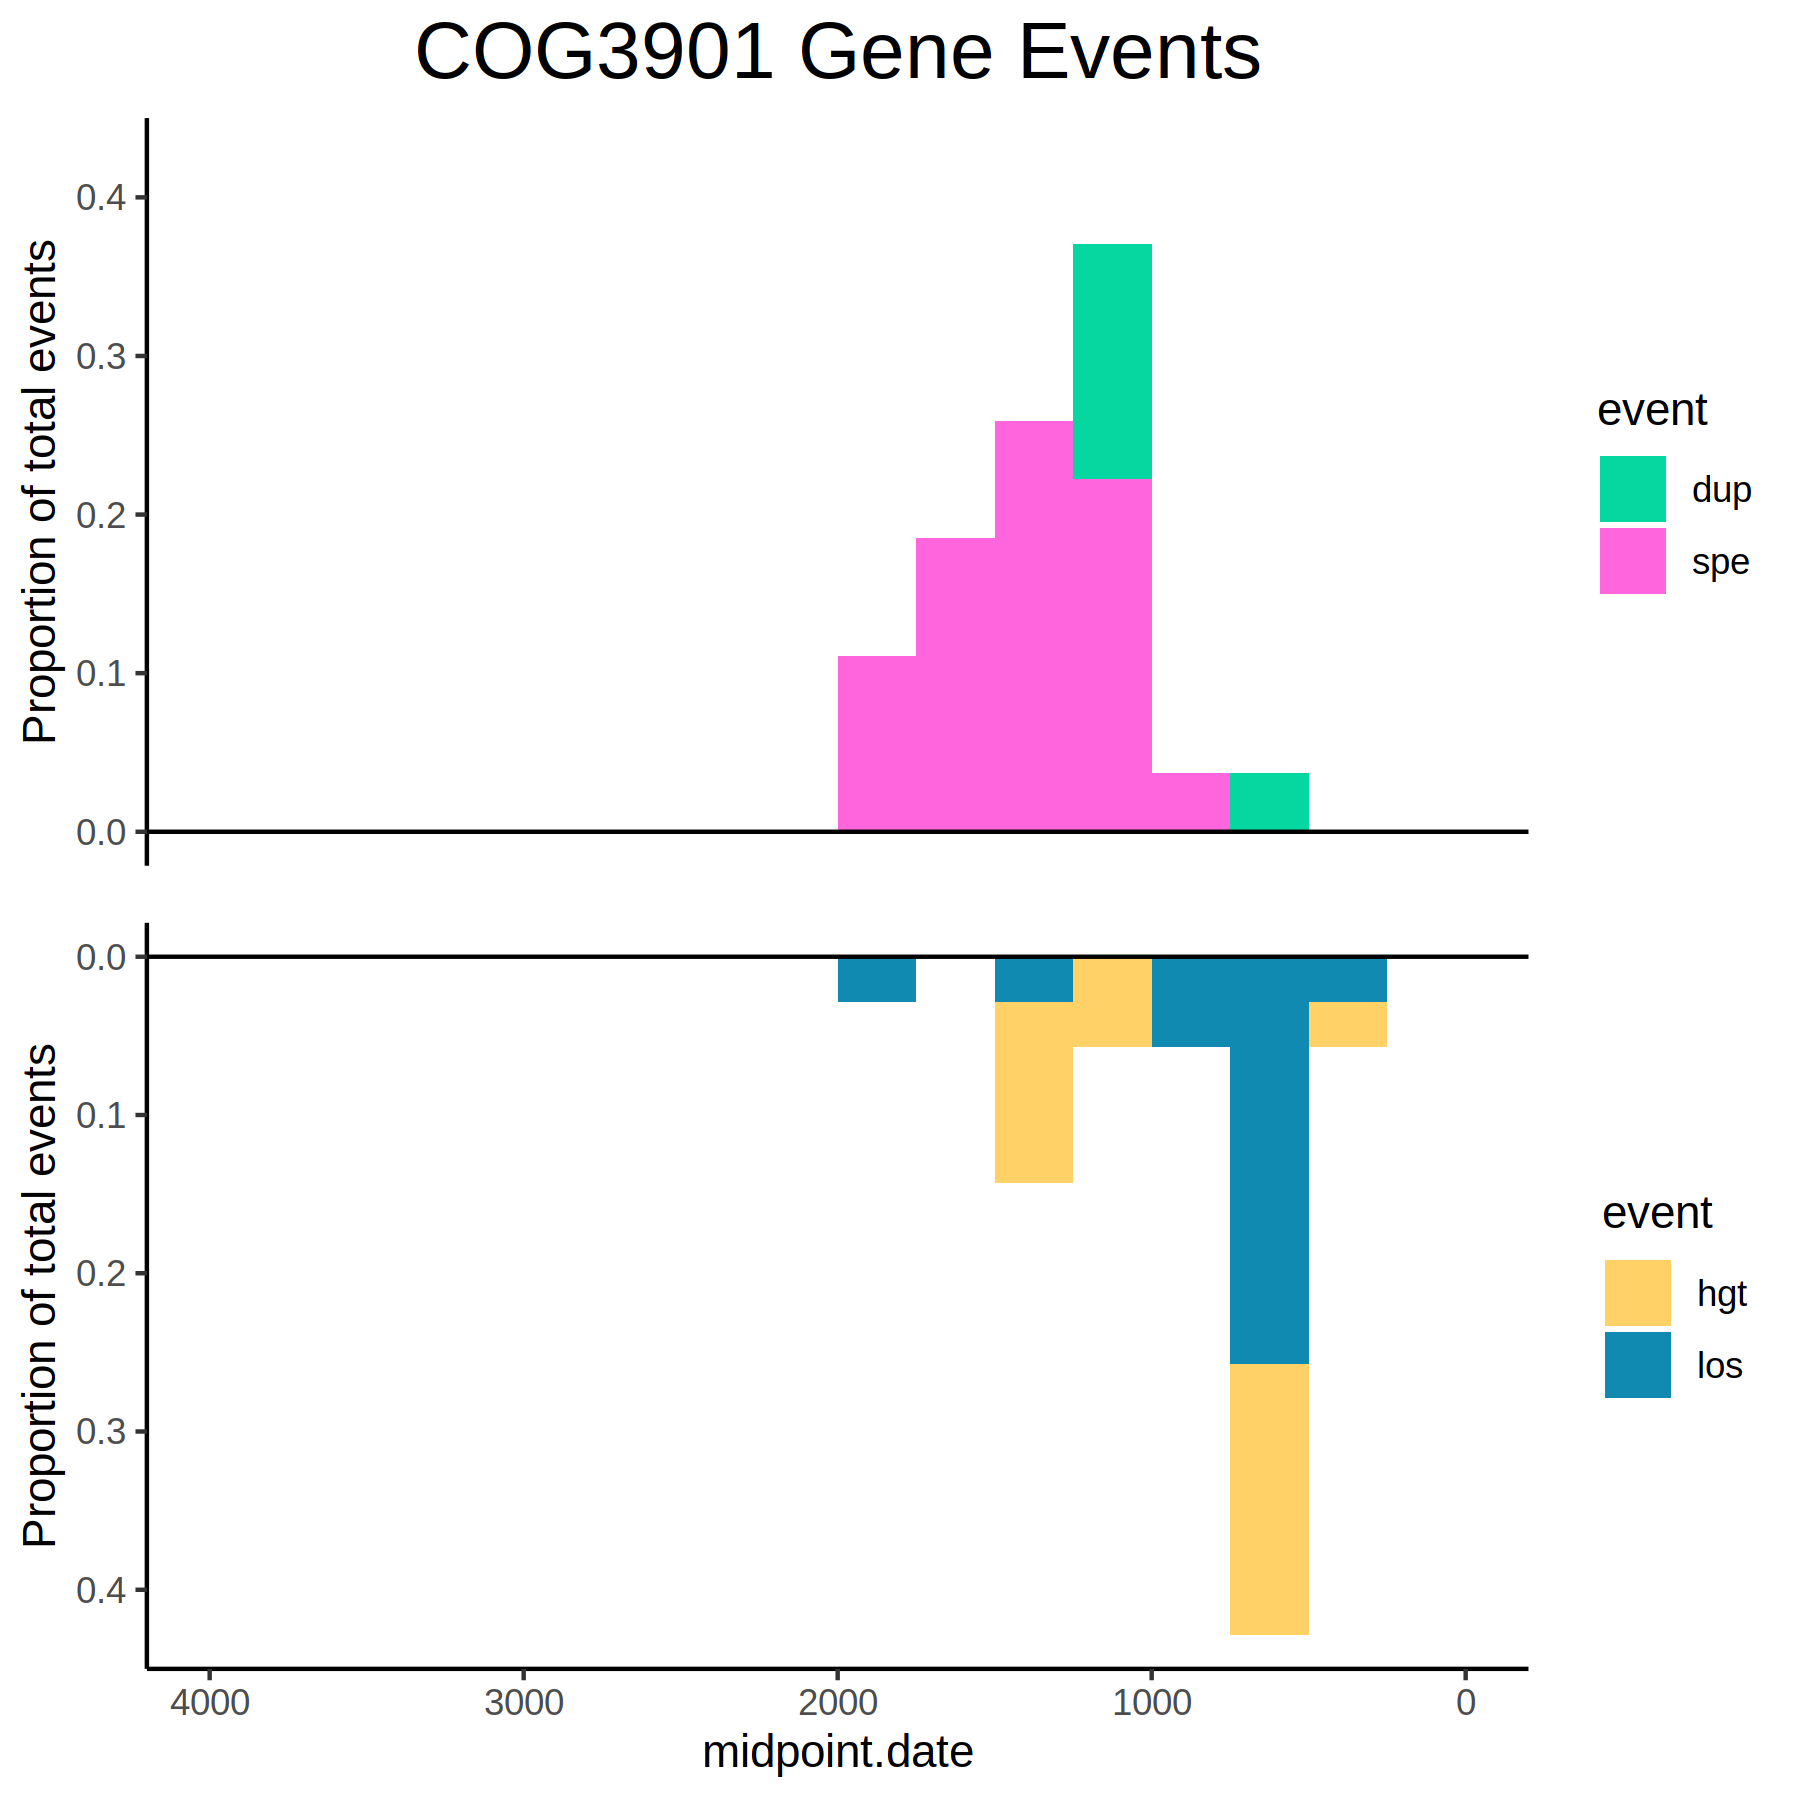 COG3901 Gene Events
Proportion of total events
0.4
0.3
0.2
0.1
0.0
event
dup
spe
Proportion of total events
0.0
0.1
0.2
0.3
0.4
event
hgt
los
4000 3000 2000 1000 0
midpoint.date